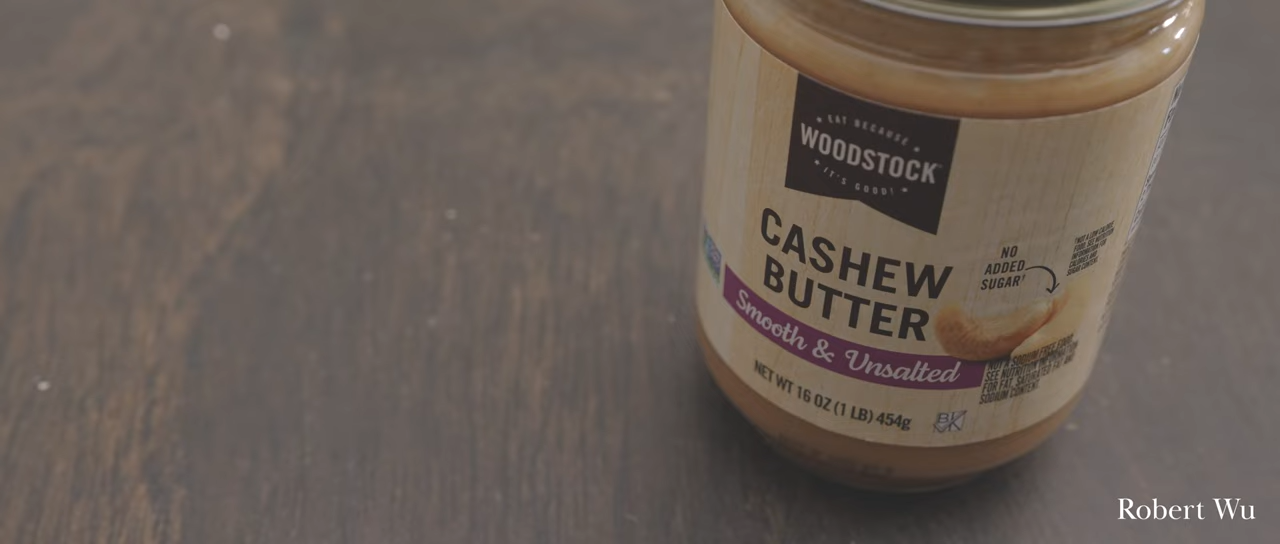 EAT BECAUSE
WOODSTOCK
IT'S GOOD!
CASHEW
BUTTER
Smooth & Unsalted
NO
ADDED
SUGAR†
NET WT 16 OZ (1 LB) 454g
Robert Wu